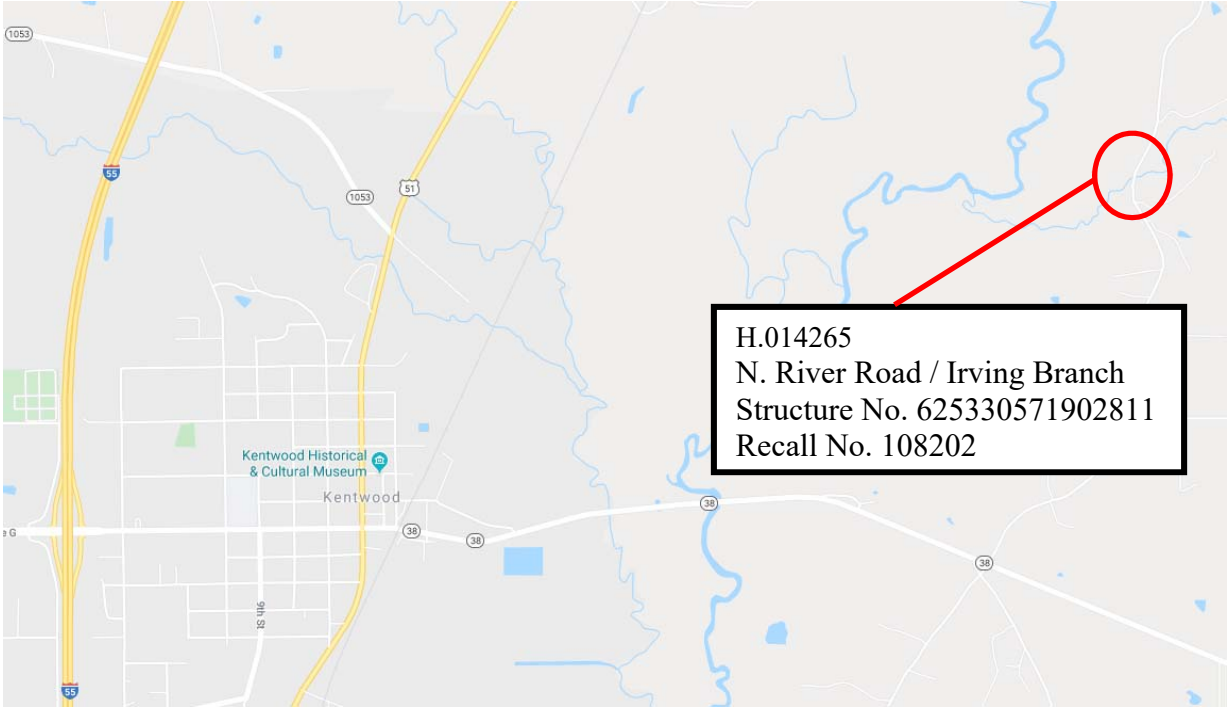 1053
55
1053
51
H.014265
N. River Road / Irving Branch
Structure No. 625330571902811
Recall No. 108202
Kentwood Historical
& Cultural Museum
Kentwood
38
e G
38
38
38
9th St
55